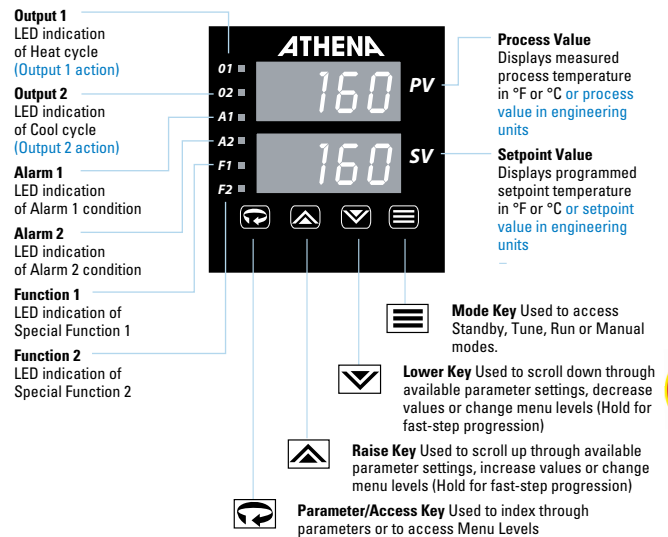 Output 1
LED indication
of Heat cycle
(Output 1 action)
Output 2
LED indication
of Cool cycle
(Output 2 action)
Alarm 1
LED indication
of Alarm 1 condition
Alarm 2
LED indication
of Alarm 2 condition
Function 1
LED indication of
Special Function 1
Function 2
LED indication of
Special Function 2
ATHENA
01
02
A1
A2
F1
F2
160 PV
160 SV
Process Value
Displays measured
process temperature
in °F or °C or process
value in engineering
units
Setpoint Value
Displays programmed
setpoint temperature
in °F or °C or setpoint
value in engineering
units
Mode Key Used to access
Standby, Tune, Run or Manual
modes.
Lower Key Used to scroll down through
available parameter settings, decrease
values or change menu levels (Hold for
fast-step progression)
Raise Key Used to scroll up through available
parameter settings, increase values or change
menu levels (Hold for fast-step progression)
Parameter/Access Key Used to index through
parameters or to access Menu Levels